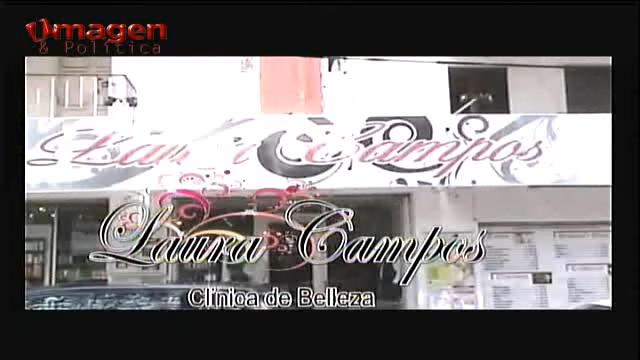 Imagen
& Política
Laura Campos
Laura Campos
Clínica de Belleza